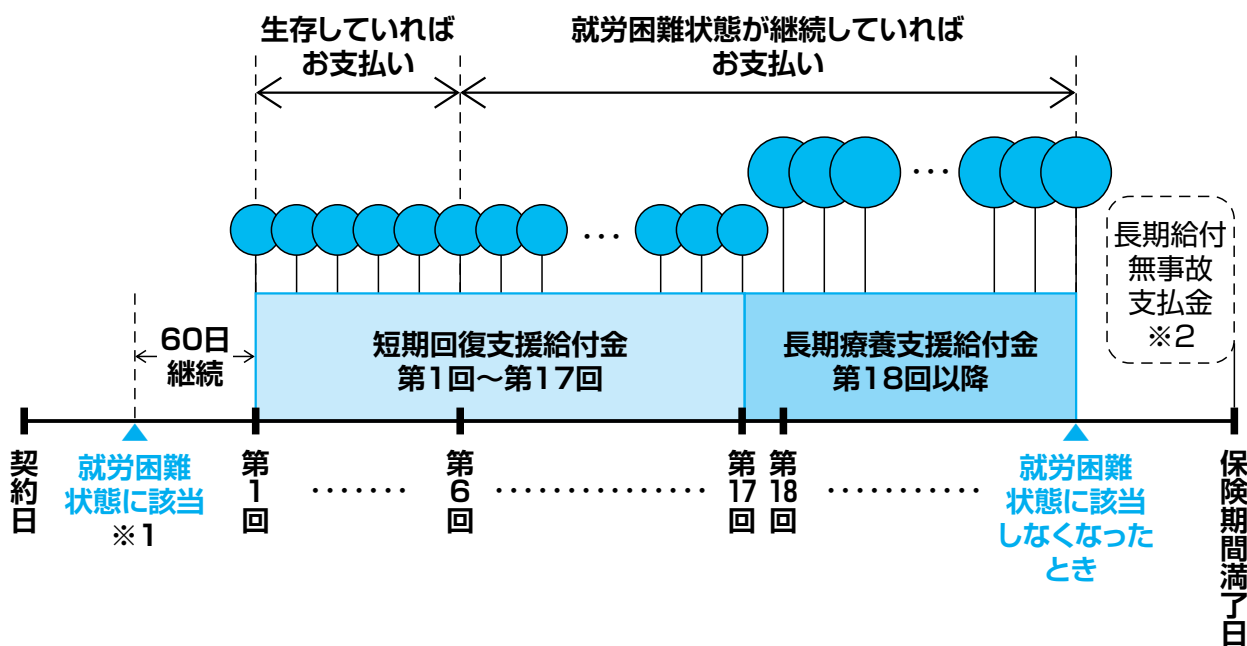 生存していれば
お支払い
就労困難状態が継続していれば
お支払い
・・・
・・・
長期給付
無事故
支払金
※2
60日
継続
短期回復支援給付金
第1回～第17回
長期療養支援給付金
第18回以降
契約日
就労困難
状態に該当
※1
第1回
・・・・・・・
第6回
・・・・・・・・・・・・・・・
第17回
第18回
・・・・・・・・・・・
就労困難
状態に該当
しなくなった
とき
保険期間満了日